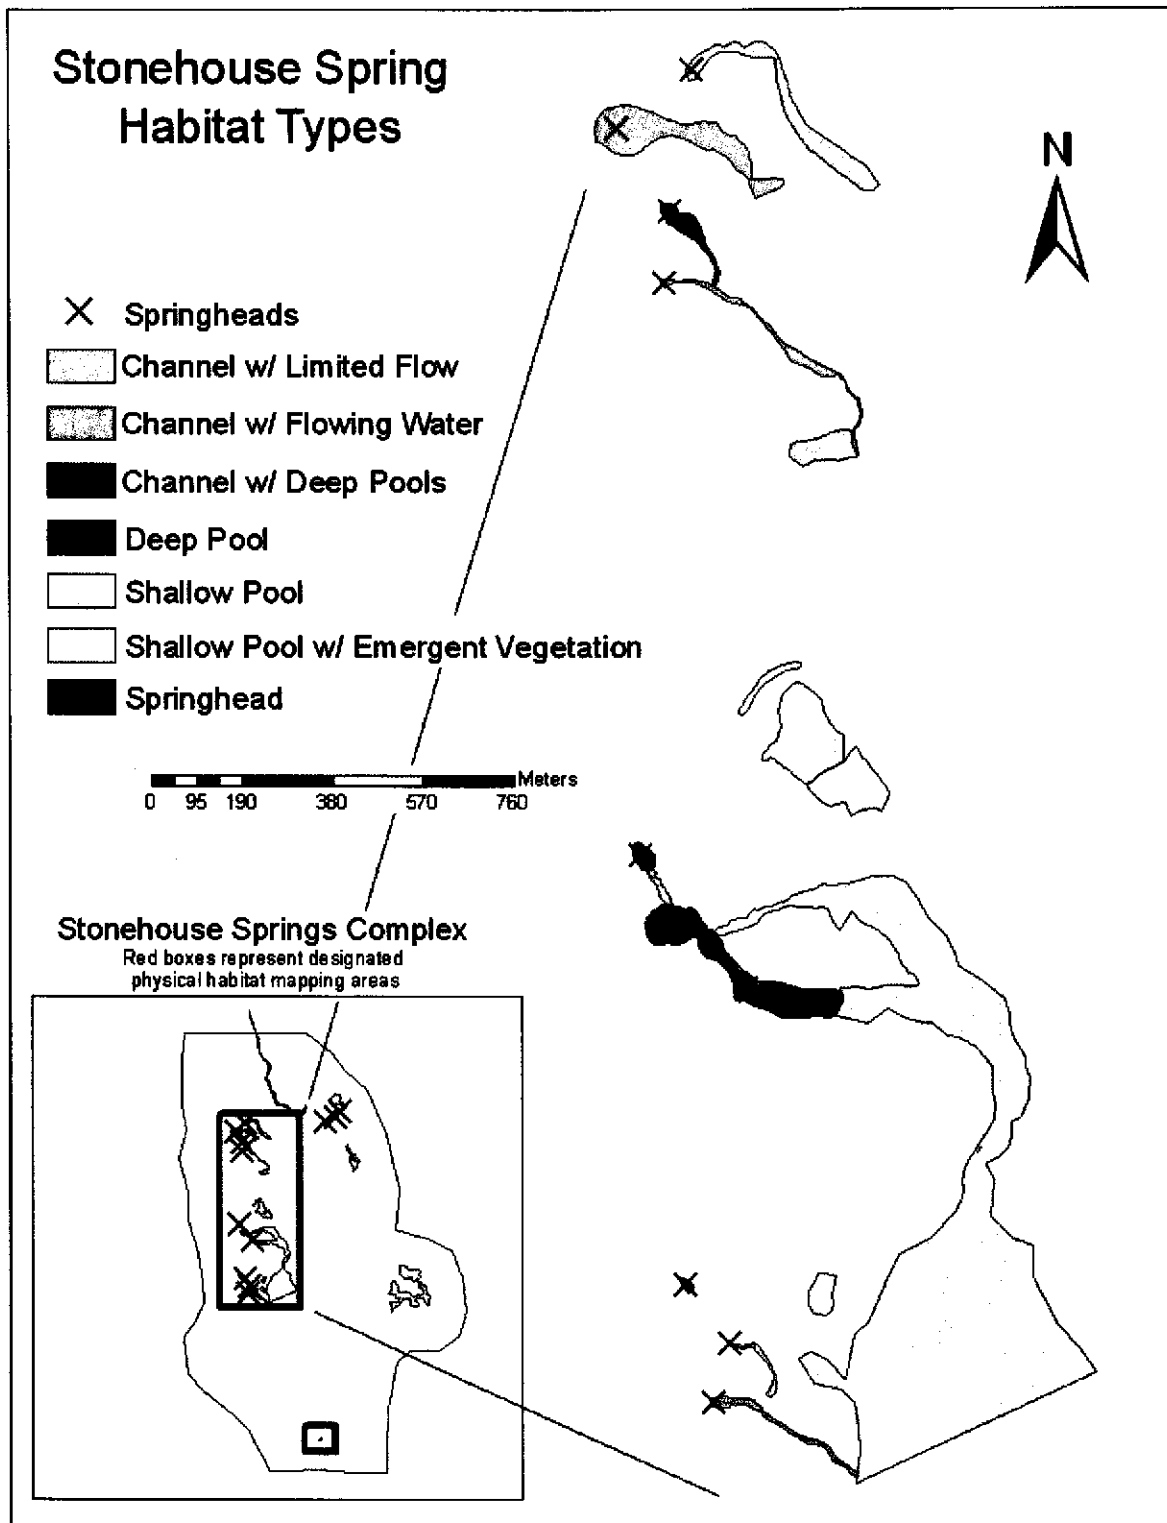 Stonehouse Spring
Habitat Types
N
Springheads
Channel w/ Limited Flow
Channel w/ Flowing Water
Channel w/ Deep Pools
Deep Pool
Shallow Pool
Shallow Pool w/ Emergent Vegetation
Springhead
Meters
0 95 190 380 570 760
Stonehouse Springs Complex
Red boxes represent designated
physical habitat mapping areas